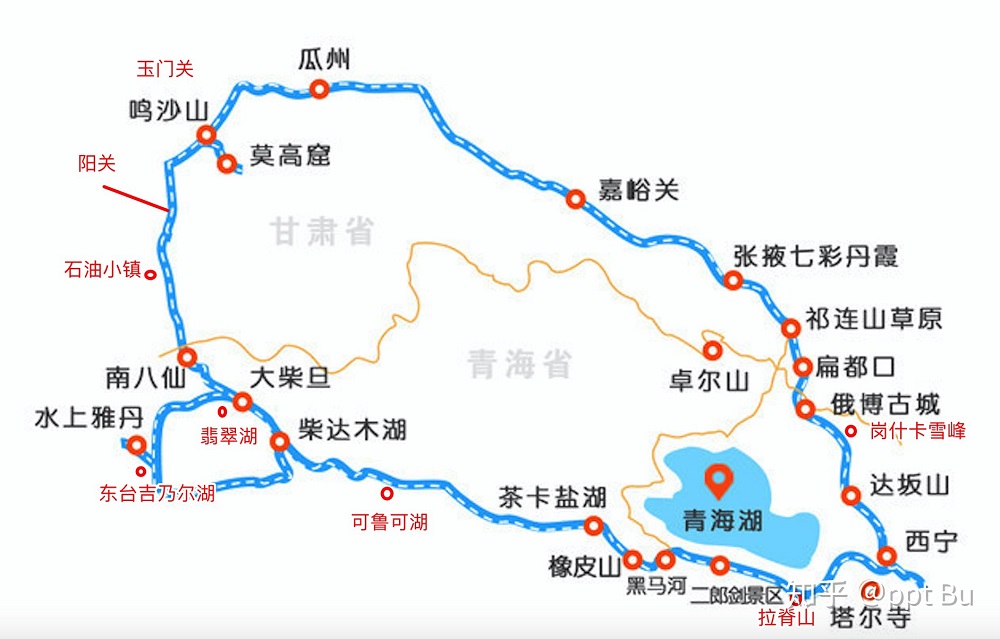 瓜州
玉门关
鸣沙山
莫高窟
阳关
嘉峪关
甘肃省
张掖七彩丹霞
石油小镇
祁连山草原
青海省
扁都口
南八仙
大柴旦
卓尔山
俄博古城
水上雅丹
翡翠湖
柴达木湖
岗什卡雪峰
东台吉乃尔湖
可鲁可湖
茶卡盐湖
青海湖
达坂山
西宁
橡皮山
黑马河
二郎剑景区
知乎 @ppt Bu
拉脊山
塔尔寺